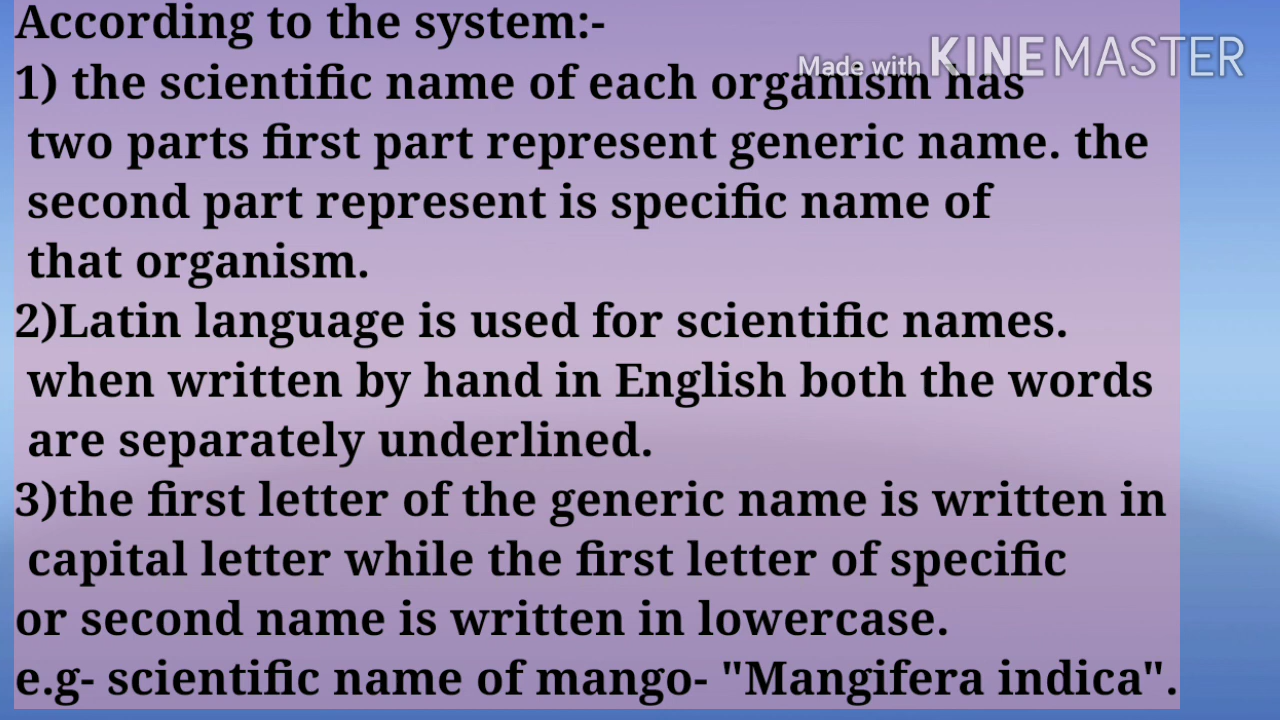 According to the system:-
Made with KINEMASTER
1) the scientific name of each organism has
two parts first part represent generic name. the
second part represent is specific name of
that organism.
2)Latin language is used for scientific names.
when written by hand in English both the words
are separately underlined.
3)the first letter of the generic name is written in
capital letter while the first letter of specific
or second name is written in lowercase.
e.g- scientific name of mango- "Mangifera indica".